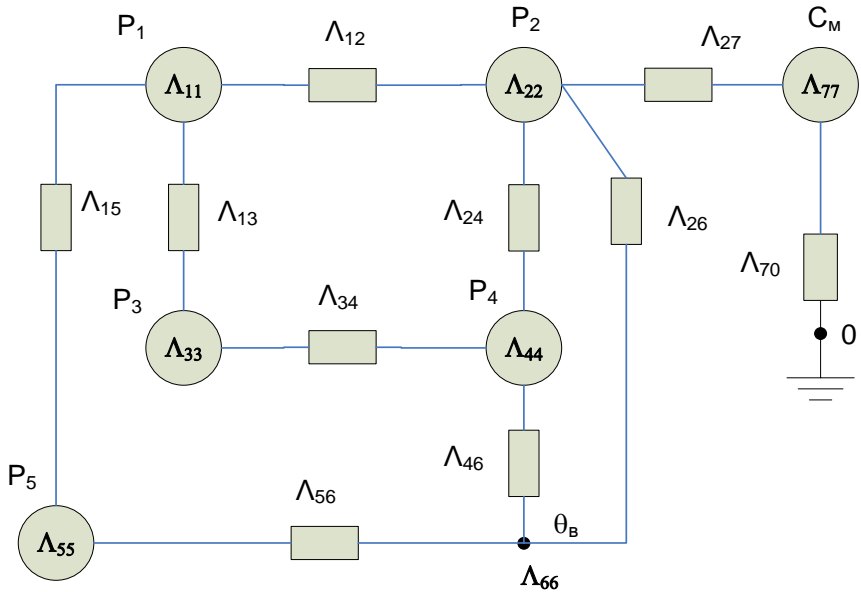 P₁
Λ₁₂
P₂
Λ₂₇
Cм
Λ₁₁
Λ₂₂
Λ₇₇
Λ₁₅
Λ₁₃
Λ₂₄
Λ₂₆
Λ₇₀
P₃
Λ₃₄
P₄
0
Λ₃₃
Λ₄₄
Λ₄₆
P₅
Λ₅₆
θв
Λ₅₅
Λ₆₆